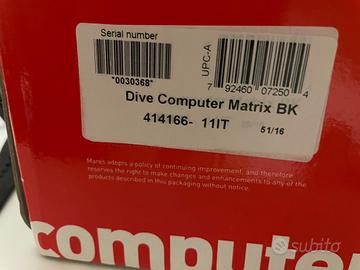 Serial number
*0030368*
UPC-A
7 92460 07250 4
Dive Computer Matrix BK
414166- 11IT 51/16
Mares adopts a policy of continuing improvement, and therefore
reserves the right to make changes and enhancements to any of the
products described in this packaging without notice.
computer
subito